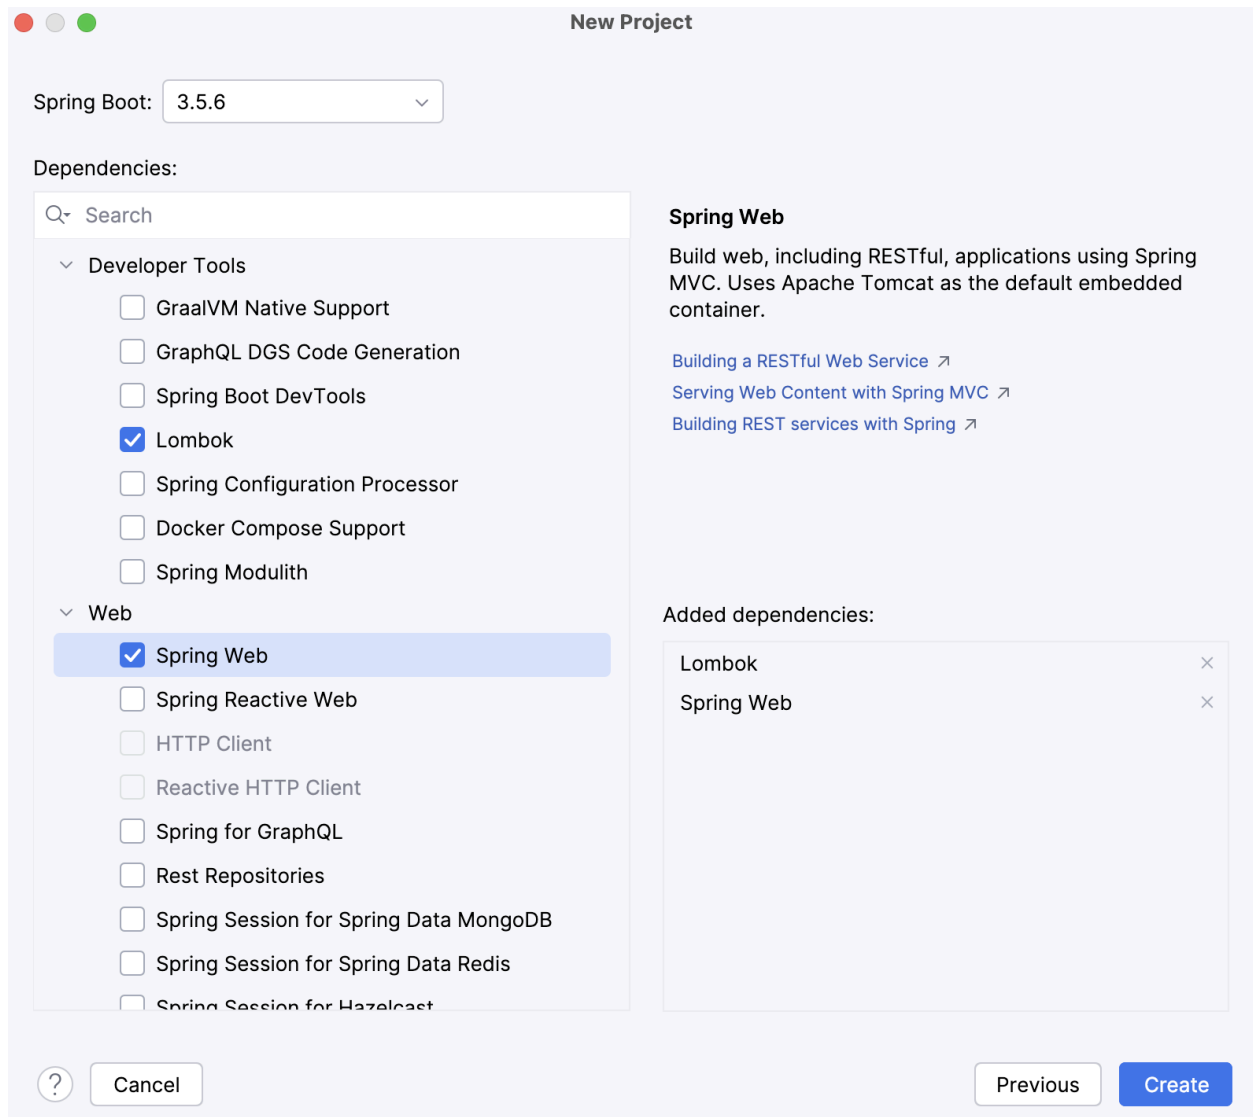 New Project
Spring Boot:
3.5.6
Dependencies:
Search
Developer Tools
GraalVM Native Support
GraphQL DGS Code Generation
Spring Boot DevTools
Lombok
Spring Configuration Processor
Docker Compose Support
Spring Modulith
Web
Spring Web
Spring Reactive Web
HTTP Client
Reactive HTTP Client
Spring for GraphQL
Rest Repositories
Spring Session for Spring Data MongoDB
Spring Session for Spring Data Redis
Spring Session for Hazelcast
Spring Web
Build web, including RESTful, applications using Spring
MVC. Uses Apache Tomcat as the default embedded
container.
Building a RESTful Web Service ↗
Serving Web Content with Spring MVC ↗
Building REST services with Spring ↗
Added dependencies:
Lombok
Spring Web
?
Cancel
Previous
Create